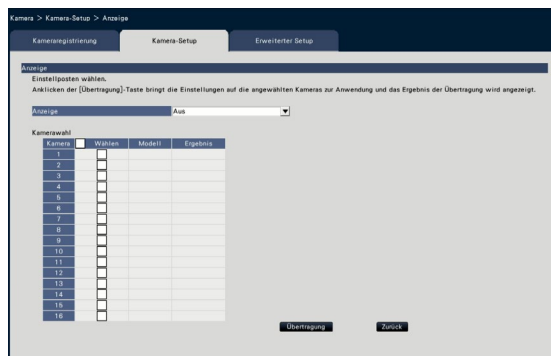 Kamera > Kamera-Setup > Anzeige
Kameraregistrierung Kamera-Setup Erweiterter Setup
Anzeige
Einstellposten wählen.
Anklicken der [Übertragung]-Taste bringt die Einstellungen auf die angewählten Kameras zur Anwendung und das Ergebnis der Übertragung wird angezeigt.
Anzeige Aus
Kamerawahl
Kamera Wählen Modell Ergebnis
1
2
3
4
5
6
7
8
9
10
11
12
13
14
15
16
Übertragung Zurück